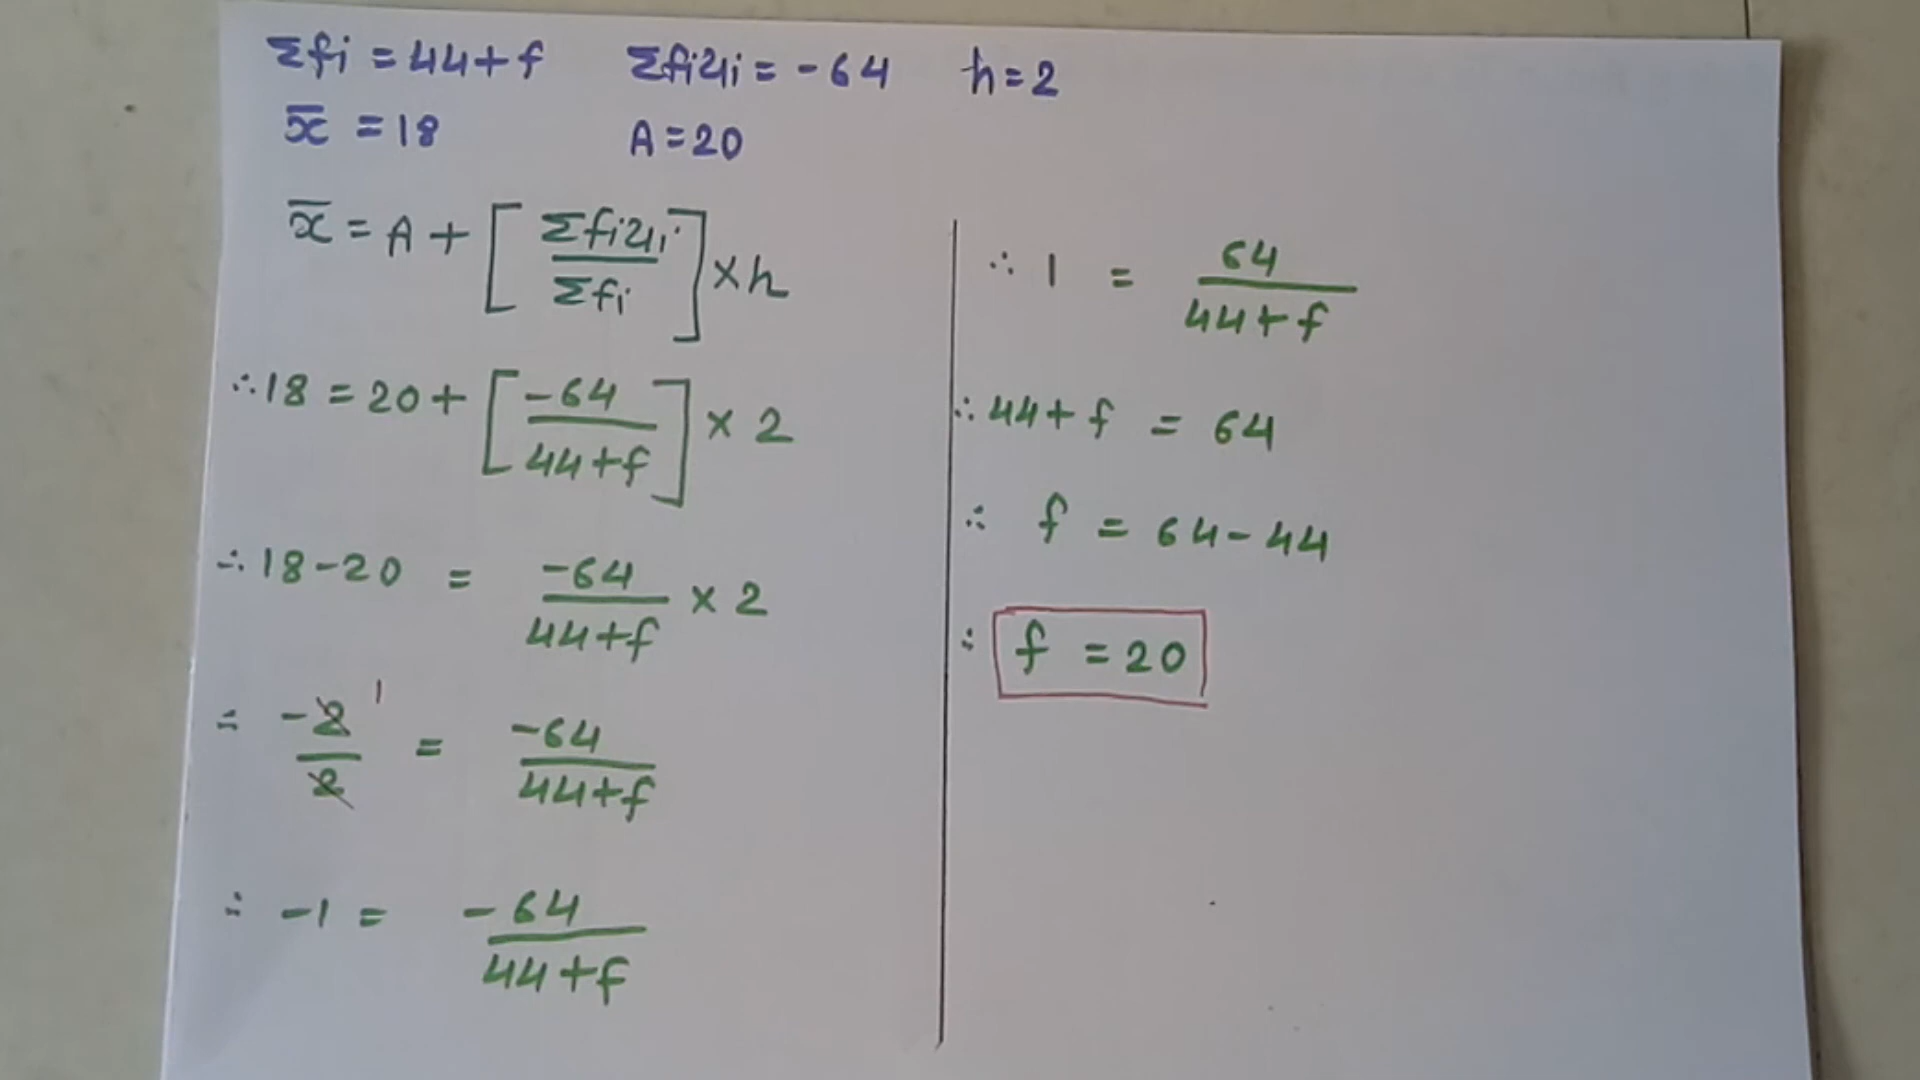 Σfi = 44+f Σfiui = -64 h=2
x̄ = 18 A=20
x̄ = A + [Σfiui / Σfi] × h
∴ 18 = 20 + [-64 / 44+f] × 2
∴ 18-20 = -64 / 44+f × 2
= -2 / 2 1 = -64 / 44+f
∴ -1 = -64 / 44+f
∴ 1 = 64 / 44+f
∴ 44+f = 64
∴ f = 64-44
∴ f = 20